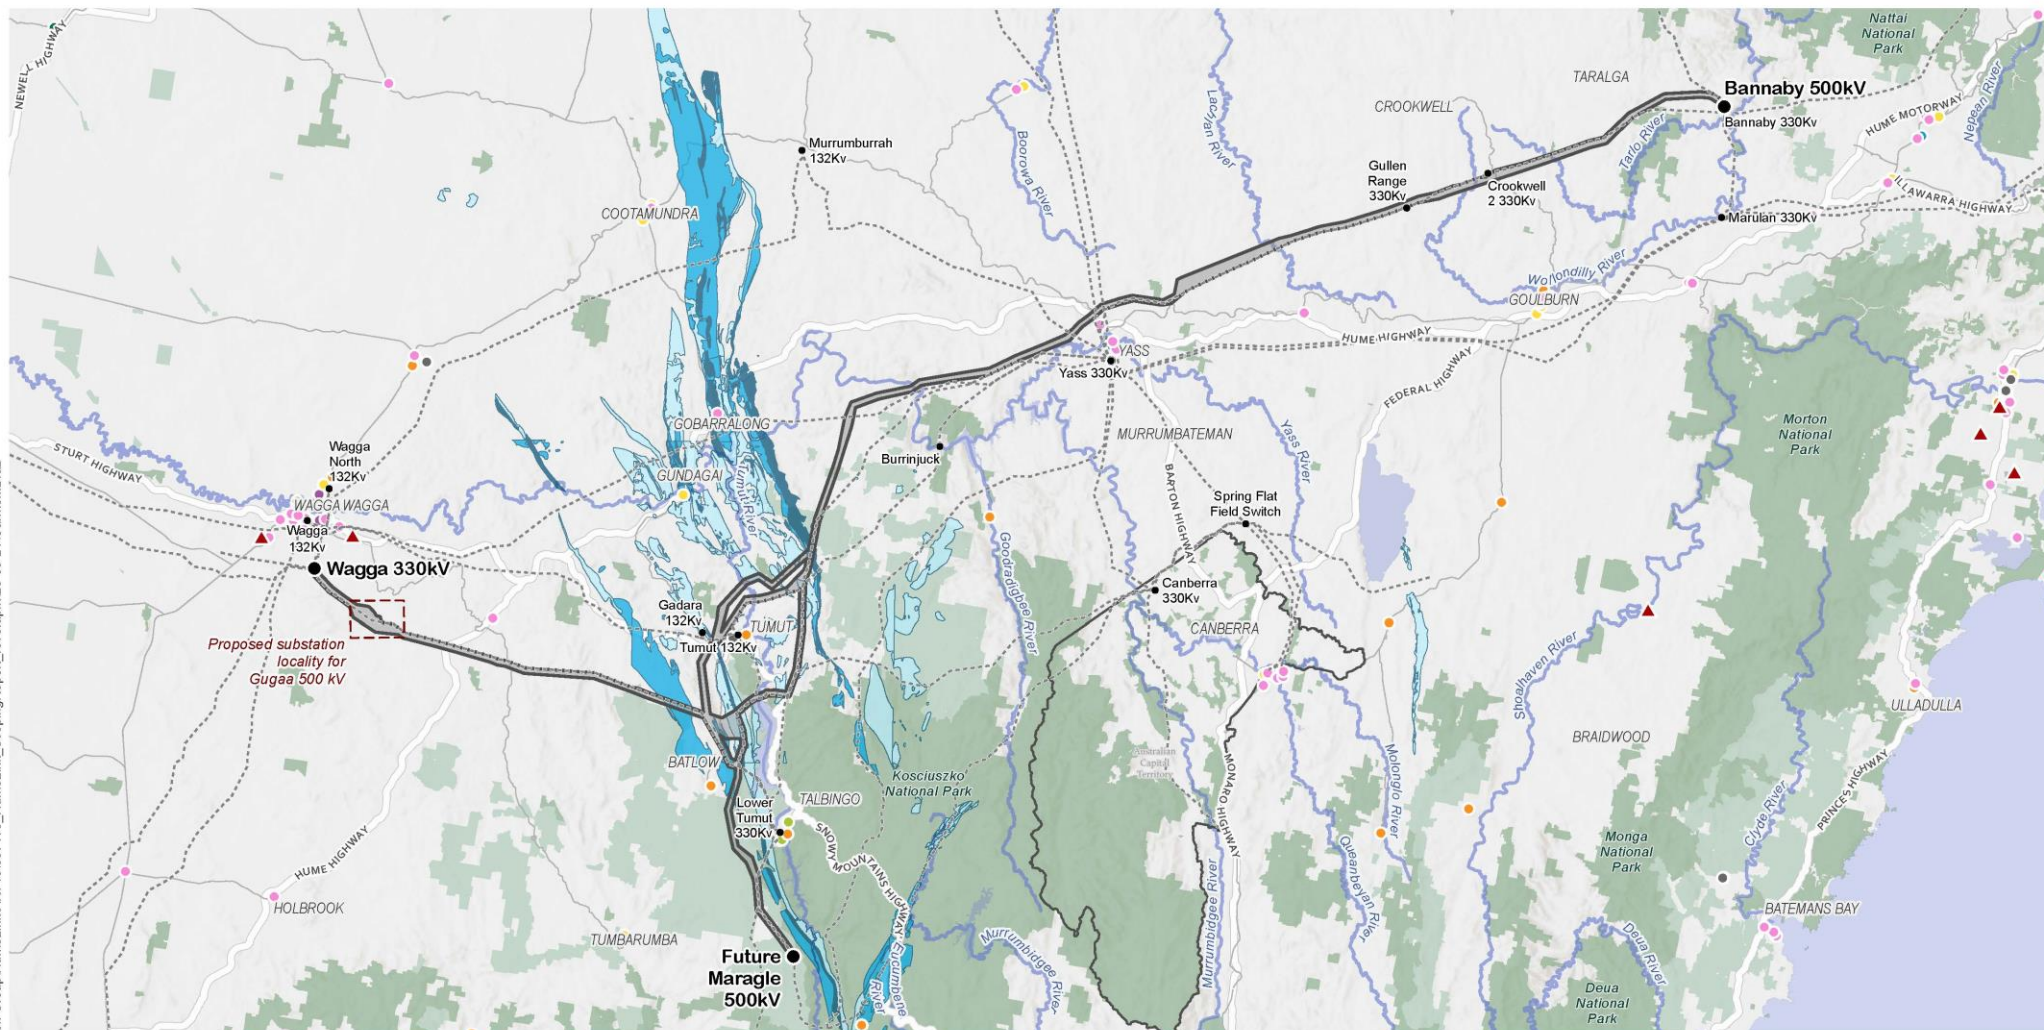 Nattai
National
Park
NEWELL HIGHWAY
TARALGA
Bannaby 500kV
CROOKWELL
Bannaby 330Kv
HUME MOTORWAY
Nepean River
Lachlan River
Boorowa River
Tarlo River
Murrumburrah
132Kv
Gullen
Range
330Kv
Crookwell
2 330Kv
ILLAWARRA HIGHWAY
COOTAMUNDRA
Marulan 330Kv
Wollondilly River
GOULBURN
HUME HIGHWAY
YASS
Yass 330Kv
FEDERAL HIGHWAY
GOBARRALONG
MURRUMBATEMAN
Morton
National
Park
STURT HIGHWAY
Wagga
North
132Kv
Burrinjuck
Yass River
BARTON HIGHWAY
GUNDAGAI
Tumut River
WAGGA WAGGA
Wagga
132Kv
Spring Flat
Field Switch
Goodradigbee River
Wagga 330kV
Canberra
330Kv
Gadara
132Kv
TUMUT
Tumut 132Kv
CANBERRA
Proposed substation
locality for
Gugaa 500 kV
Shoalhaven River
ULLADULLA
BRAIDWOOD
Australian
Capital
Territory
BATLOW
Kosciuszko
National Park
MONARO HIGHWAY
Molonglo River
TALBINGO
Lower
Tumut
330Kv
SNOWY MOUNTAINS HIGHWAY
PRINCES HIGHWAY
Clyde River
HUME HIGHWAY
Monga
National
Park
Queanbeyan River
Murrumbidgee River
HOLBROOK
BATEMANS BAY
TUMBARUMBA
Murrumbidgee River
Deua River
Future
Maragle
500kV
Eucumbene
River
Deua
National
Park